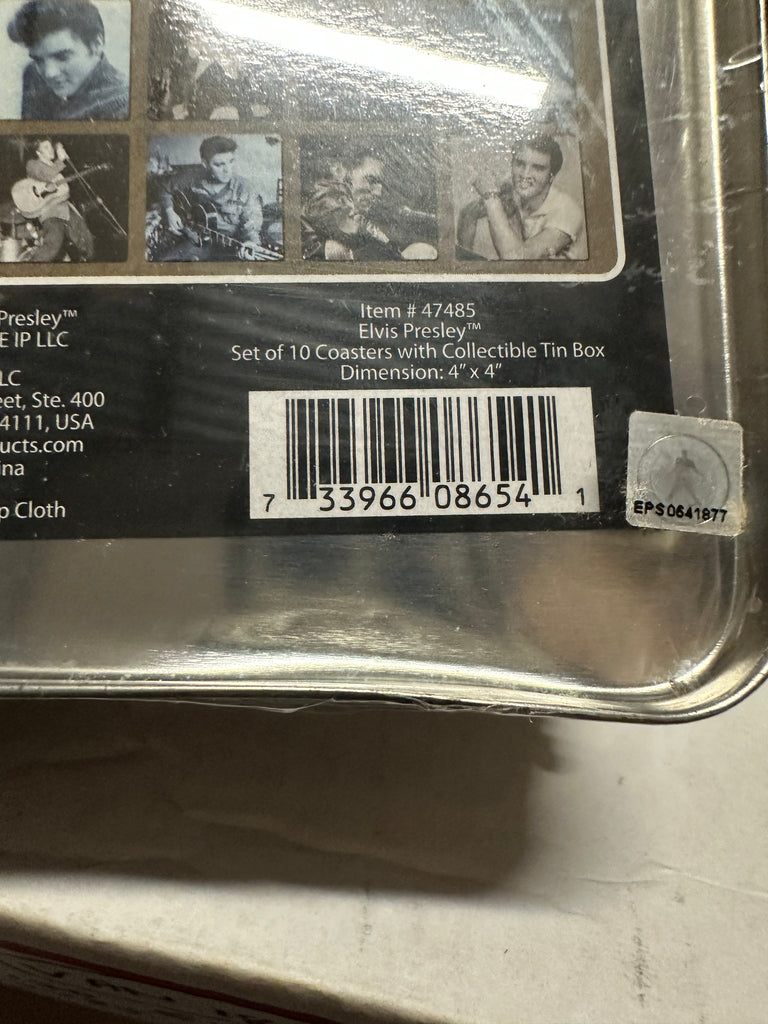 Presley™
E IP LLC
LC
eet, Ste. 400
4111, USA
ucts.com
ina
p Cloth
Item # 47485
Elvis Presley™
Set of 10 Coasters with Collectible Tin Box
Dimension: 4” x 4”
7 33966 08654 1
EPS0641877